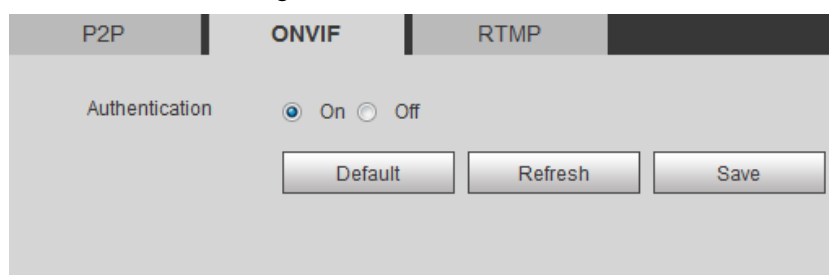 P2P ONVIF RTMP
Authentication On Off
Default Refresh Save